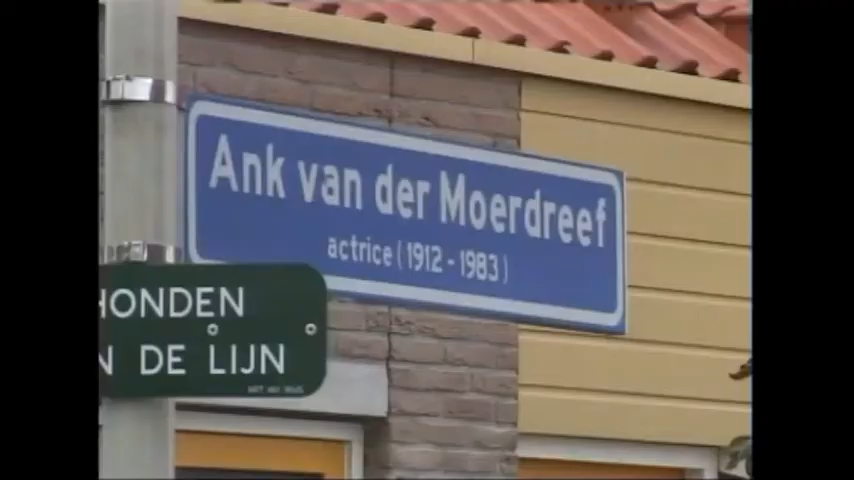 Ank van der Moerdreef
actrice (1912 - 1983)
HONDEN
N DE LIJN